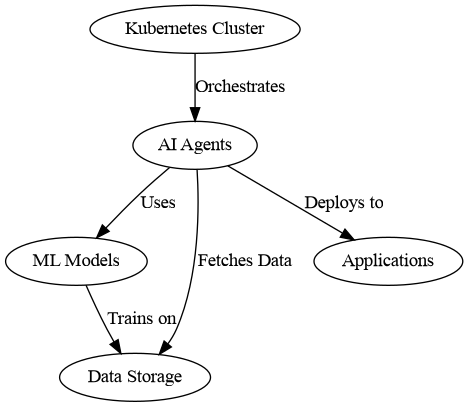 Kubernetes Cluster
Orchestrates
AI Agents
Uses
Deploys to
ML Models
Fetches Data
Applications
Trains on
Data Storage